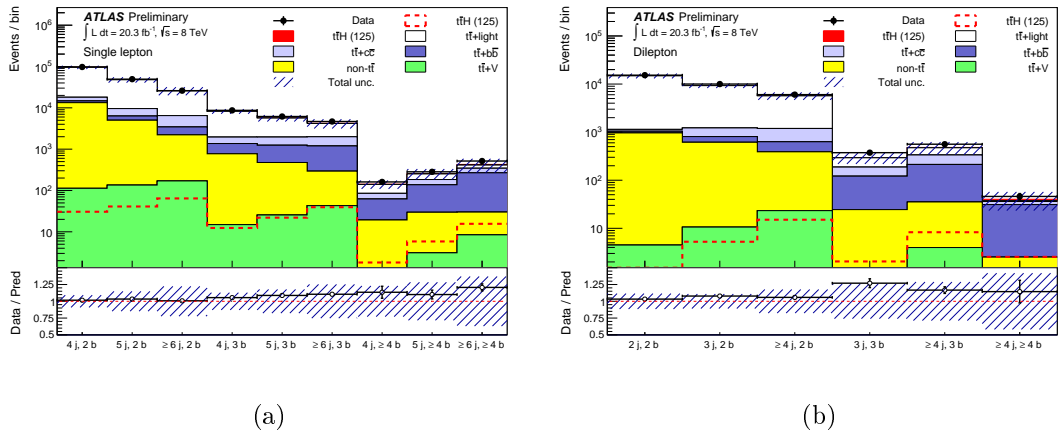 ATLAS Preliminary
∫ L dt = 20.3 fb⁻¹, √s = 8 TeV
Single lepton
Data
tt̄H (125)
tt̄H (125)
tt̄+light
tt̄+cc̄
tt̄+bb̄
non-tt̄
tt̄+V
Total unc.
Events / bin
10⁶
10⁵
10⁴
10³
10²
10
Data / Pred
1.25
1
0.75
0.5
4 j, 2 b
5 j, 2 b
≥ 6 j, 2 b
4 j, 3 b
5 j, 3 b
≥ 6 j, 3 b
4 j, ≥ 4 b
5 j, ≥ 4 b
≥ 6 j, ≥ 4 b
(a)
ATLAS Preliminary
∫ L dt = 20.3 fb⁻¹, √s = 8 TeV
Dilepton
Data
tt̄H (125)
tt̄H (125)
tt̄+light
tt̄+cc̄
tt̄+bb̄
non-tt̄
tt̄+V
Total unc.
Events / bin
10⁵
10⁴
10³
10²
10
Data / Pred
1.25
1
0.75
0.5
2 j, 2 b
3 j, 2 b
≥ 4 j, 2 b
3 j, 3 b
≥ 4 j, 3 b
≥ 4 j, ≥ 4 b
(b)